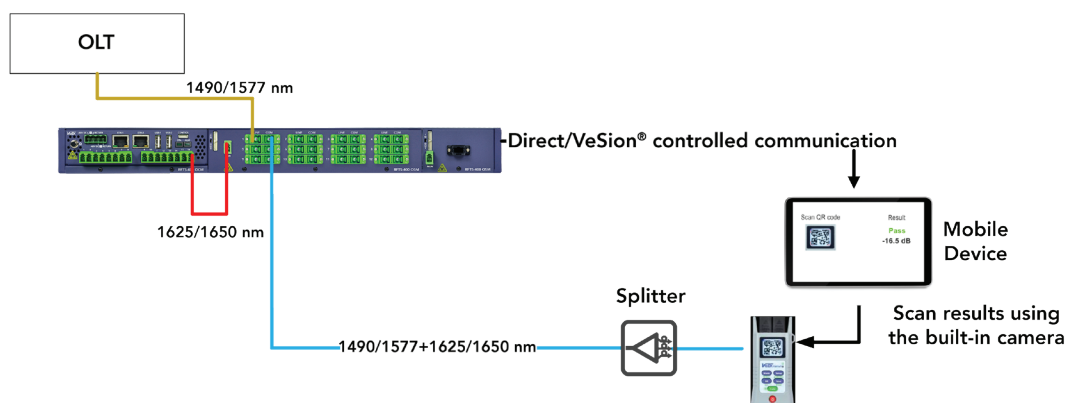 OLT
1490/1577 nm
Direct/VeSion® controlled communication
1625/1650 nm
Scan QR code
Result
Pass
-16.5 dB
Mobile
Device
Splitter
Scan results using
the built-in camera
1490/1577+1625/1650 nm